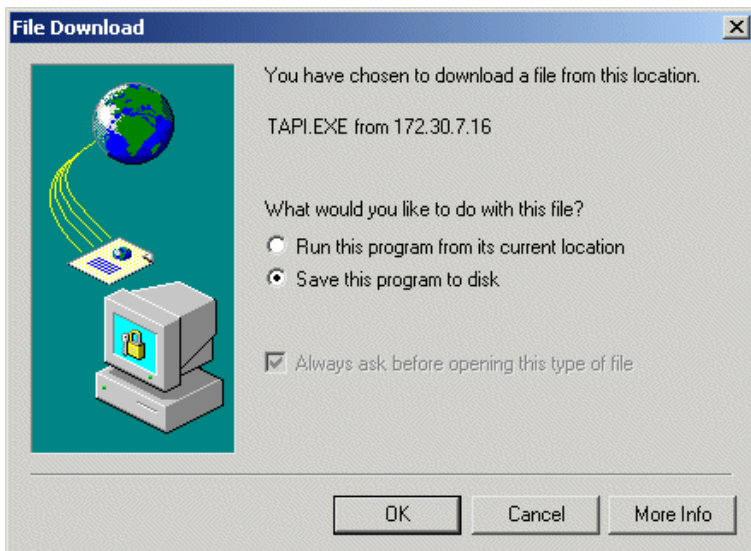 File Download
You have chosen to download a file from this location.
TAPI.EXE from 172.30.7.16
What would you like to do with this file?
Run this program from its current location
Save this program to disk
Always ask before opening this type of file
OK Cancel More Info